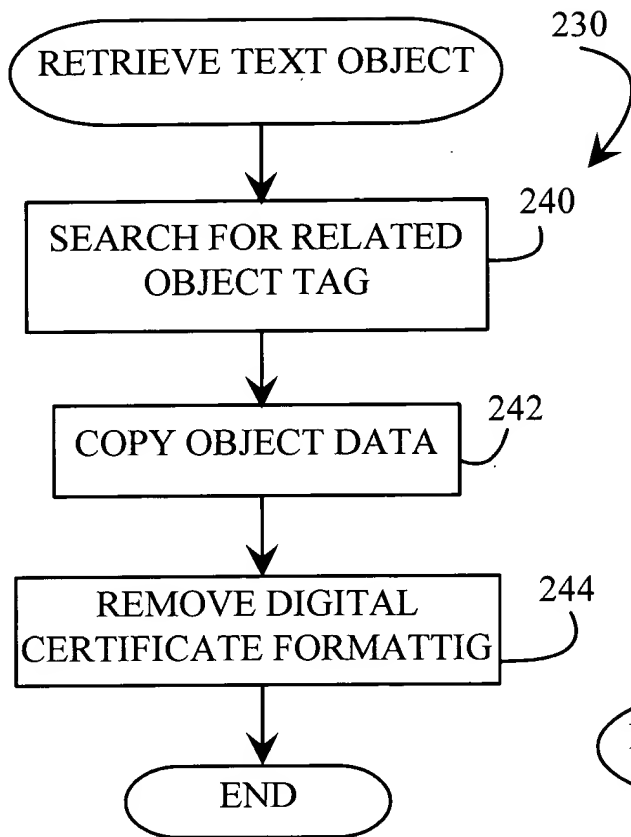 RETRIEVE TEXT OBJECT
230
240
SEARCH FOR RELATED
OBJECT TAG
242
COPY OBJECT DATA
244
REMOVE DIGITAL
CERTIFICATE FORMATTIG
END